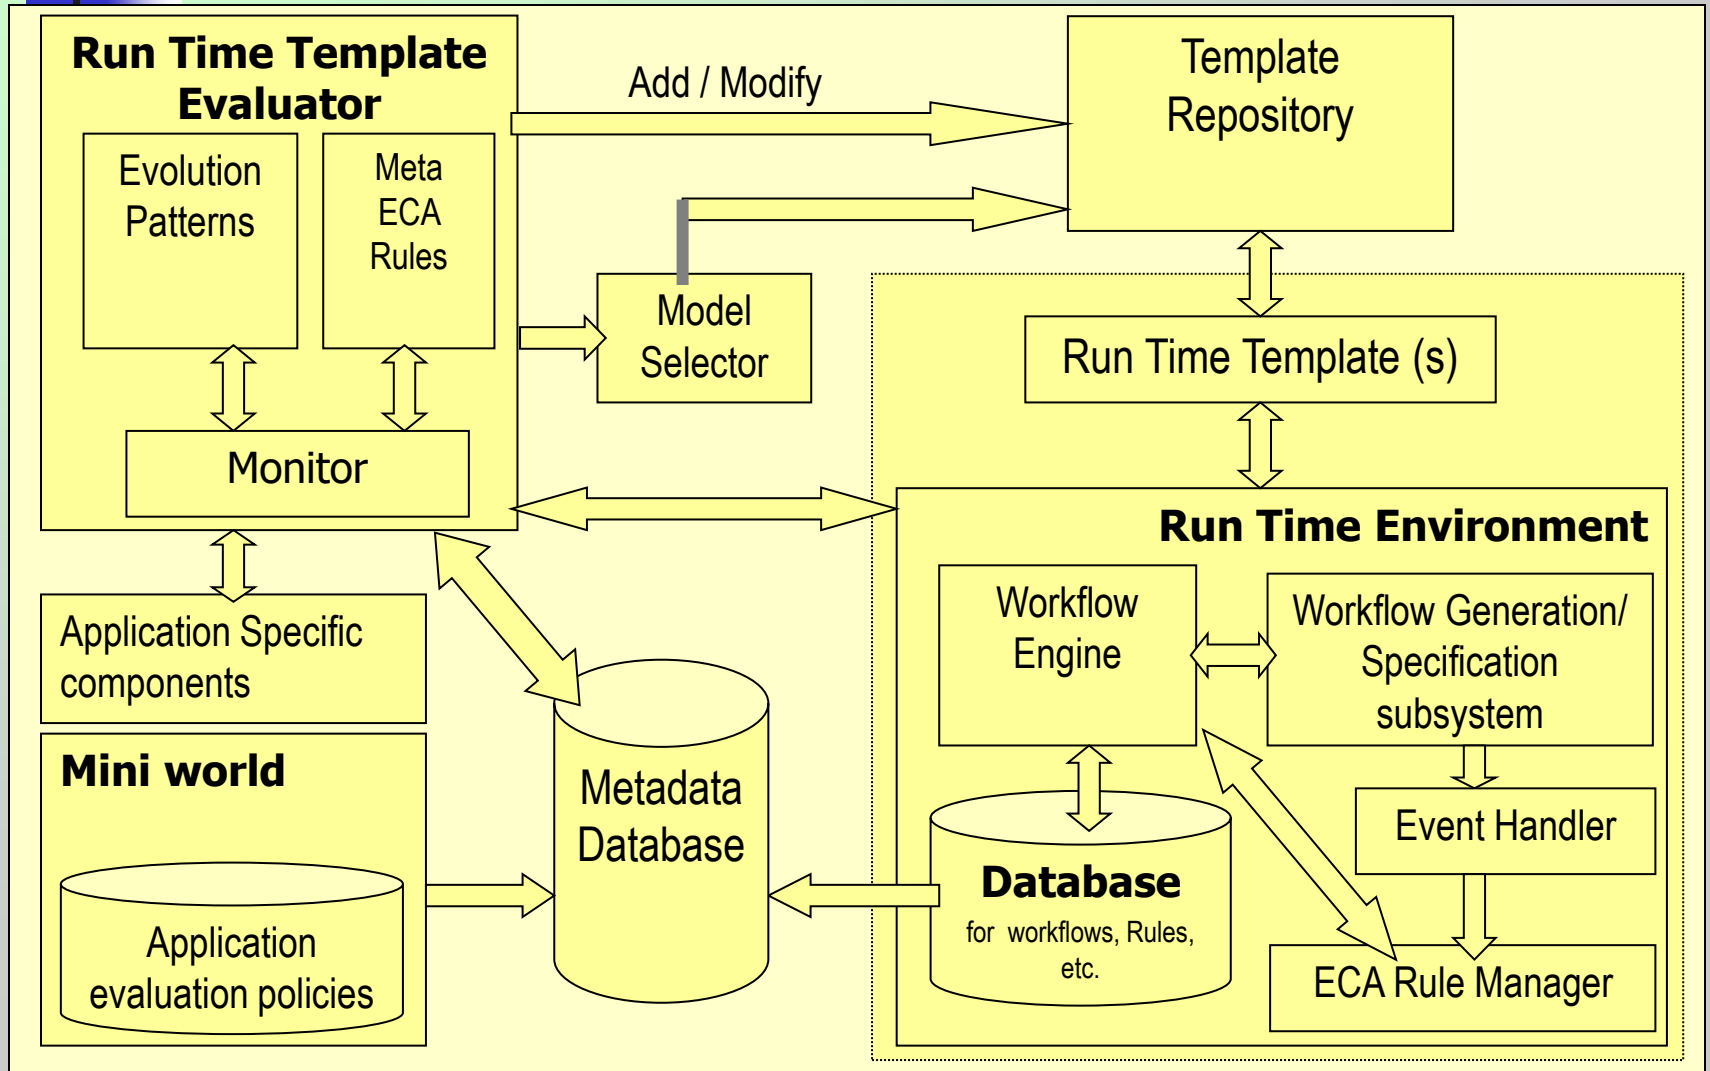 Run Time Template
Evaluator
Evolution
Patterns
Meta
ECA
Rules
Monitor
Add / Modify
Template
Repository
Model
Selector
Run Time Template (s)
Run Time Environment
Workflow
Engine
Workflow Generation/
Specification
subsystem
Event Handler
ECA Rule Manager
Database
for workflows, Rules,
etc.
Application Specific
components
Mini world
Application
evaluation policies
Metadata
Database